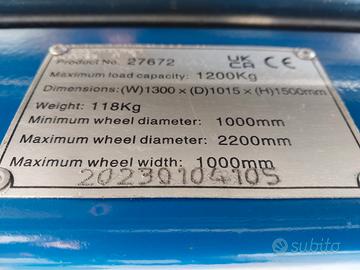 Product No. 27672 UK CA CE
Maximum load capacity: 1200Kg
Dimensions: (W)1300 × (D)1015 × (H)1500mm
Weight: 118Kg
Minimum wheel diameter: 1000mm
Maximum wheel diameter: 2200mm
Maximum wheel width: 1000mm
20230104105
subito